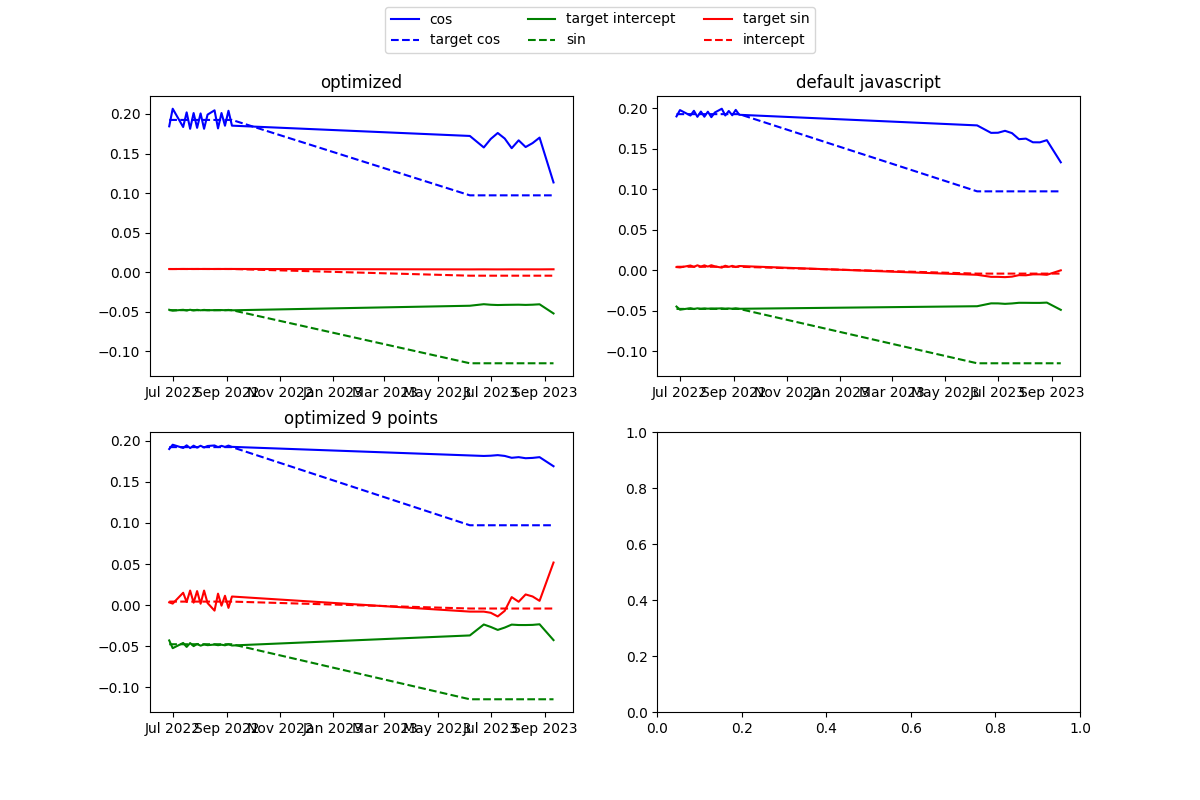 cos target intercept target sin
target cos sin intercept
optimized default javascript
0.20 0.20
0.15 0.15
0.10 0.10
0.05 0.05
0.00 0.00
−0.05 −0.05
−0.10 −0.10
Jul 2022 Sep 2022 Nov 2022 Jan 2023 Mar 2023 May 2023 Jul 2023 Sep 2023 Jul 2022 Sep 2022 Nov 2022 Jan 2023 Mar 2023 May 2023 Jul 2023 Sep 2023
optimized 9 points
0.20 1.0
0.15 0.8
0.10 0.6
0.05 0.4
0.00 0.2
−0.05 0.0
−0.10
Jul 2022 Sep 2022 Nov 2022 Jan 2023 Mar 2023 May 2023 Jul 2023 Sep 2023 0.0 0.2 0.4 0.6 0.8 1.0